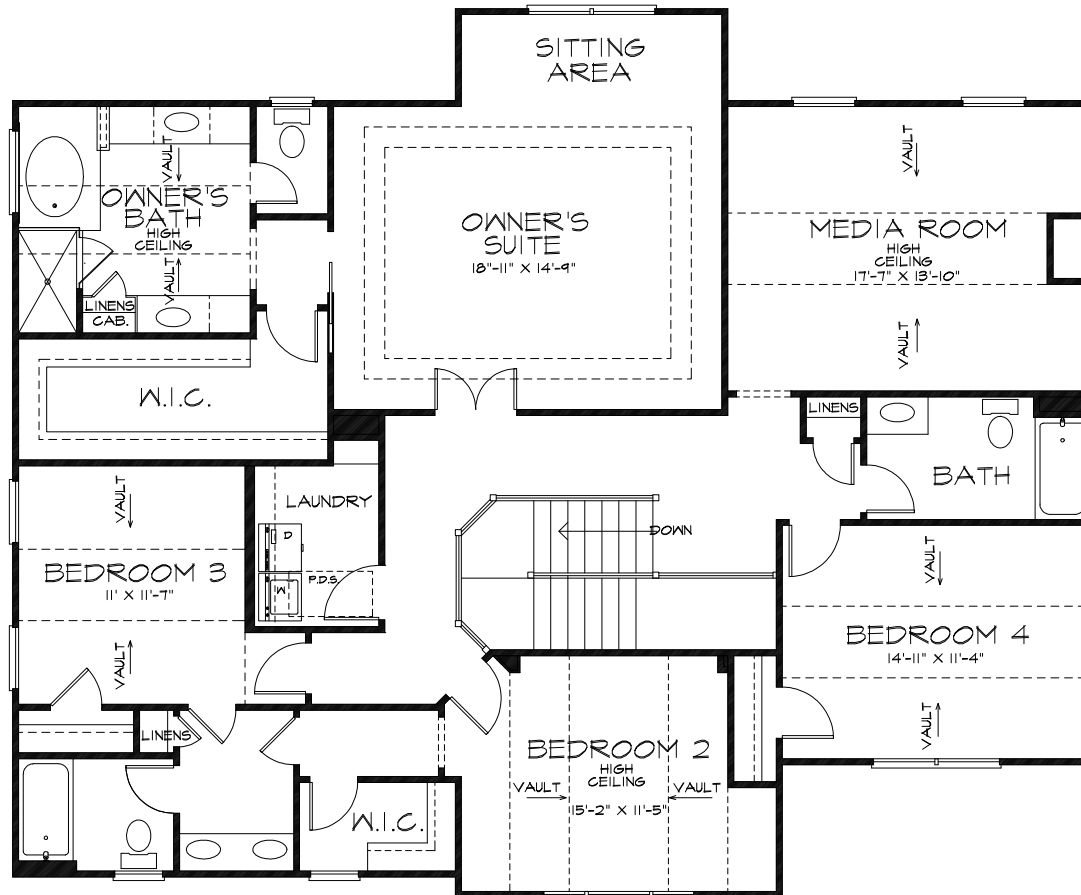 SITTING
AREA
VAULT
OWNER'S
BATH
HIGH
CEILING
VAULT
LINENS
CAB.
OWNER'S
SUITE
18"-11" X 14'-9"
VAULT
MEDIA ROOM
HIGH
CEILING
17'-7" X 13'-10"
VAULT
W.I.C.
LINENS
BATH
VAULT
LAUNDRY
D
W
P.D.S.
DOWN
BEDROOM 3
11' X 11'-7"
VAULT
VAULT
BEDROOM 4
14'-11" X 11'-4"
VAULT
LINENS
BEDROOM 2
HIGH
CEILING
VAULT
VAULT
15'-2" X 11'-5"
W.I.C.